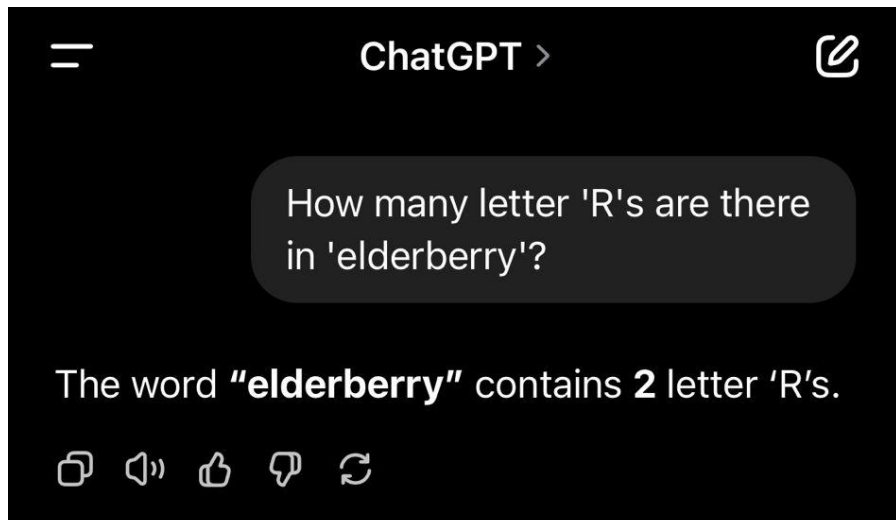 ChatGPT >
How many letter 'R's are there
in 'elderberry'?
The word “elderberry” contains 2 letter ‘R’s.